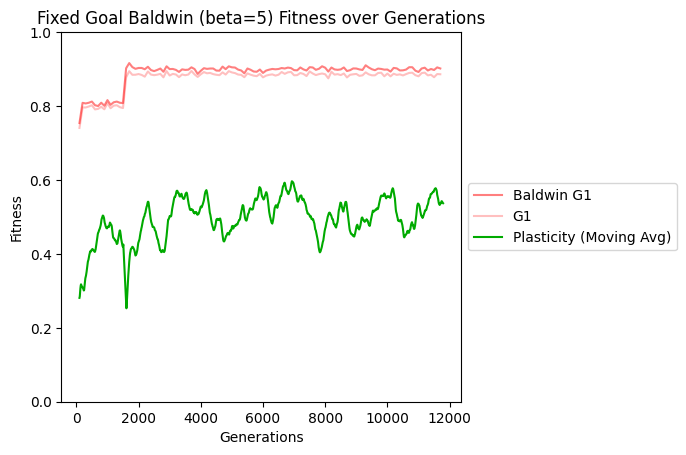 Fixed Goal Baldwin (beta=5) Fitness over Generations
1.0
0.8
0.6
0.4
0.2
0.0
Fitness
0 2000 4000 6000 8000 10000 12000
Generations
Baldwin G1
G1
Plasticity (Moving Avg)